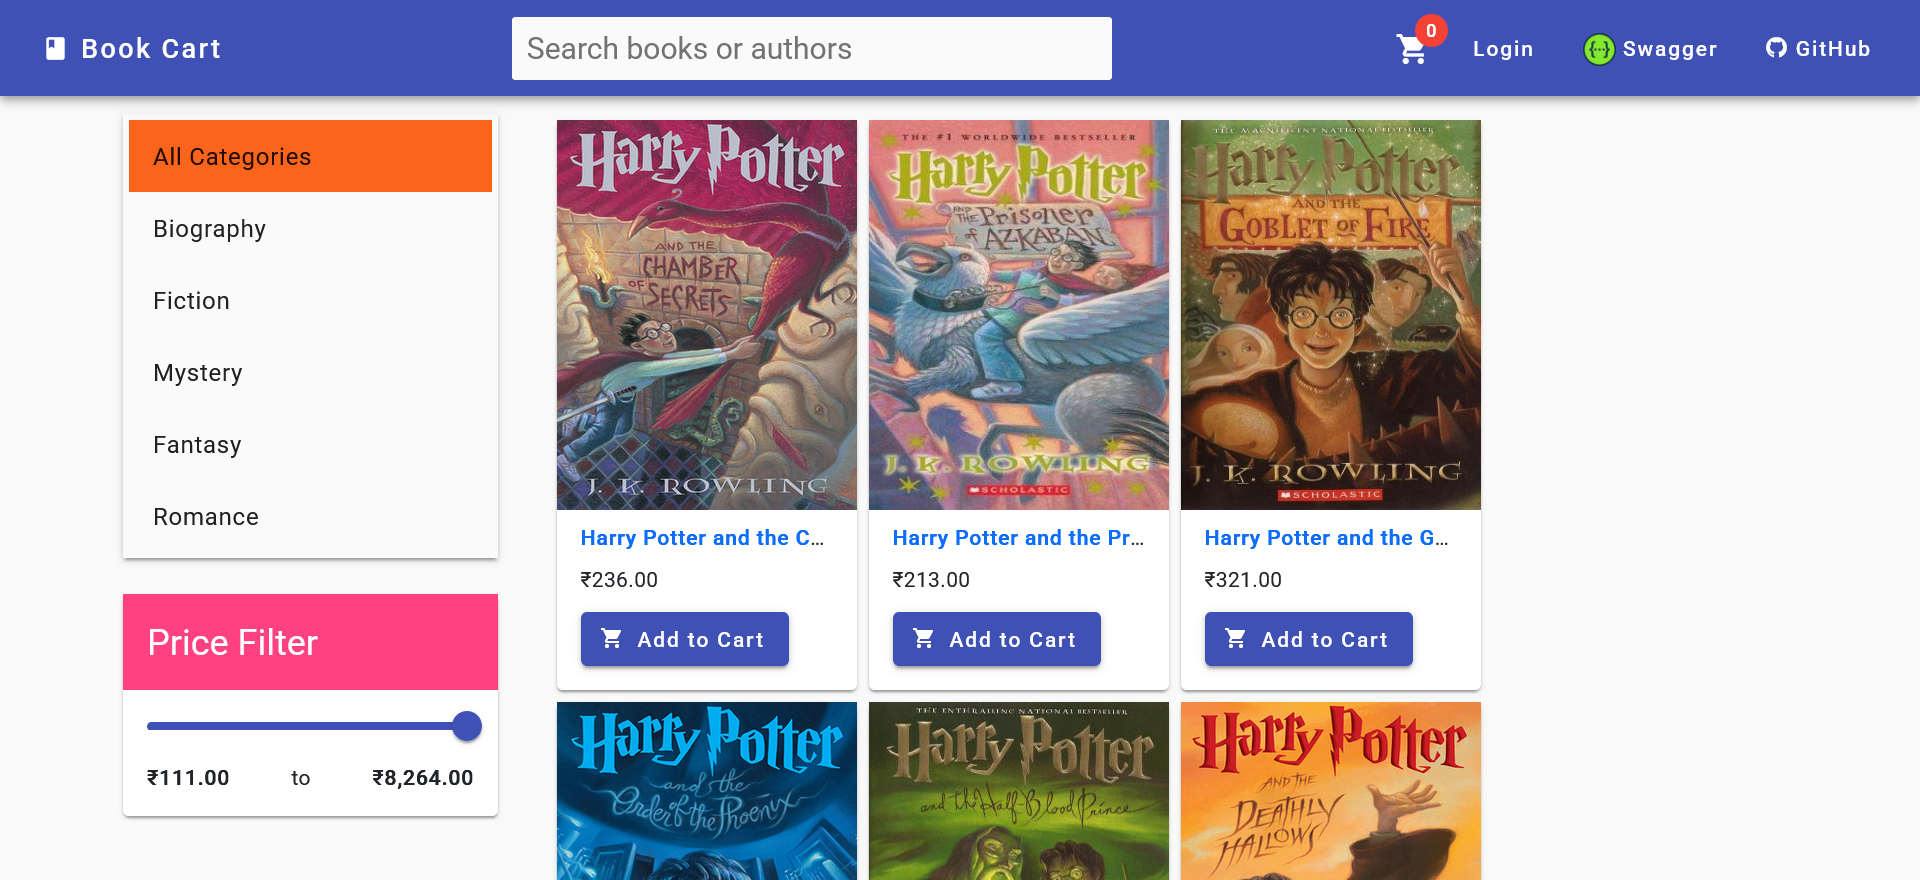 Book Cart
Search books or authors
0
Login
{···} Swagger
GitHub
All Categories
Biography
Fiction
Mystery
Fantasy
Romance
Price Filter
₹111.00 to ₹8,264.00
Harry Potter
AND THE
CHAMBER
OF SECRETS
J. K. ROWLING
Harry Potter and the C…
₹236.00
Add to Cart
THE #1 WORLDWIDE BESTSELLER
Harry Potter
AND THE Prisoner
of AZKABAN
J. K. ROWLING
SCHOLASTIC
Harry Potter and the Pr…
₹213.00
Add to Cart
THE MAGNIFICENT NATIONAL BESTSELLER
Harry Potter
AND THE
GOBLET OF FIRE
J. K. ROWLING
SCHOLASTIC
Harry Potter and the G…
₹321.00
Add to Cart
Harry Potter
and the
Order of the Phoenix
THE ENTHRALLING NATIONAL BESTSELLER
Harry Potter
and the Half-Blood Prince
Harry Potter
AND THE
DEATHLY
HALLOWS